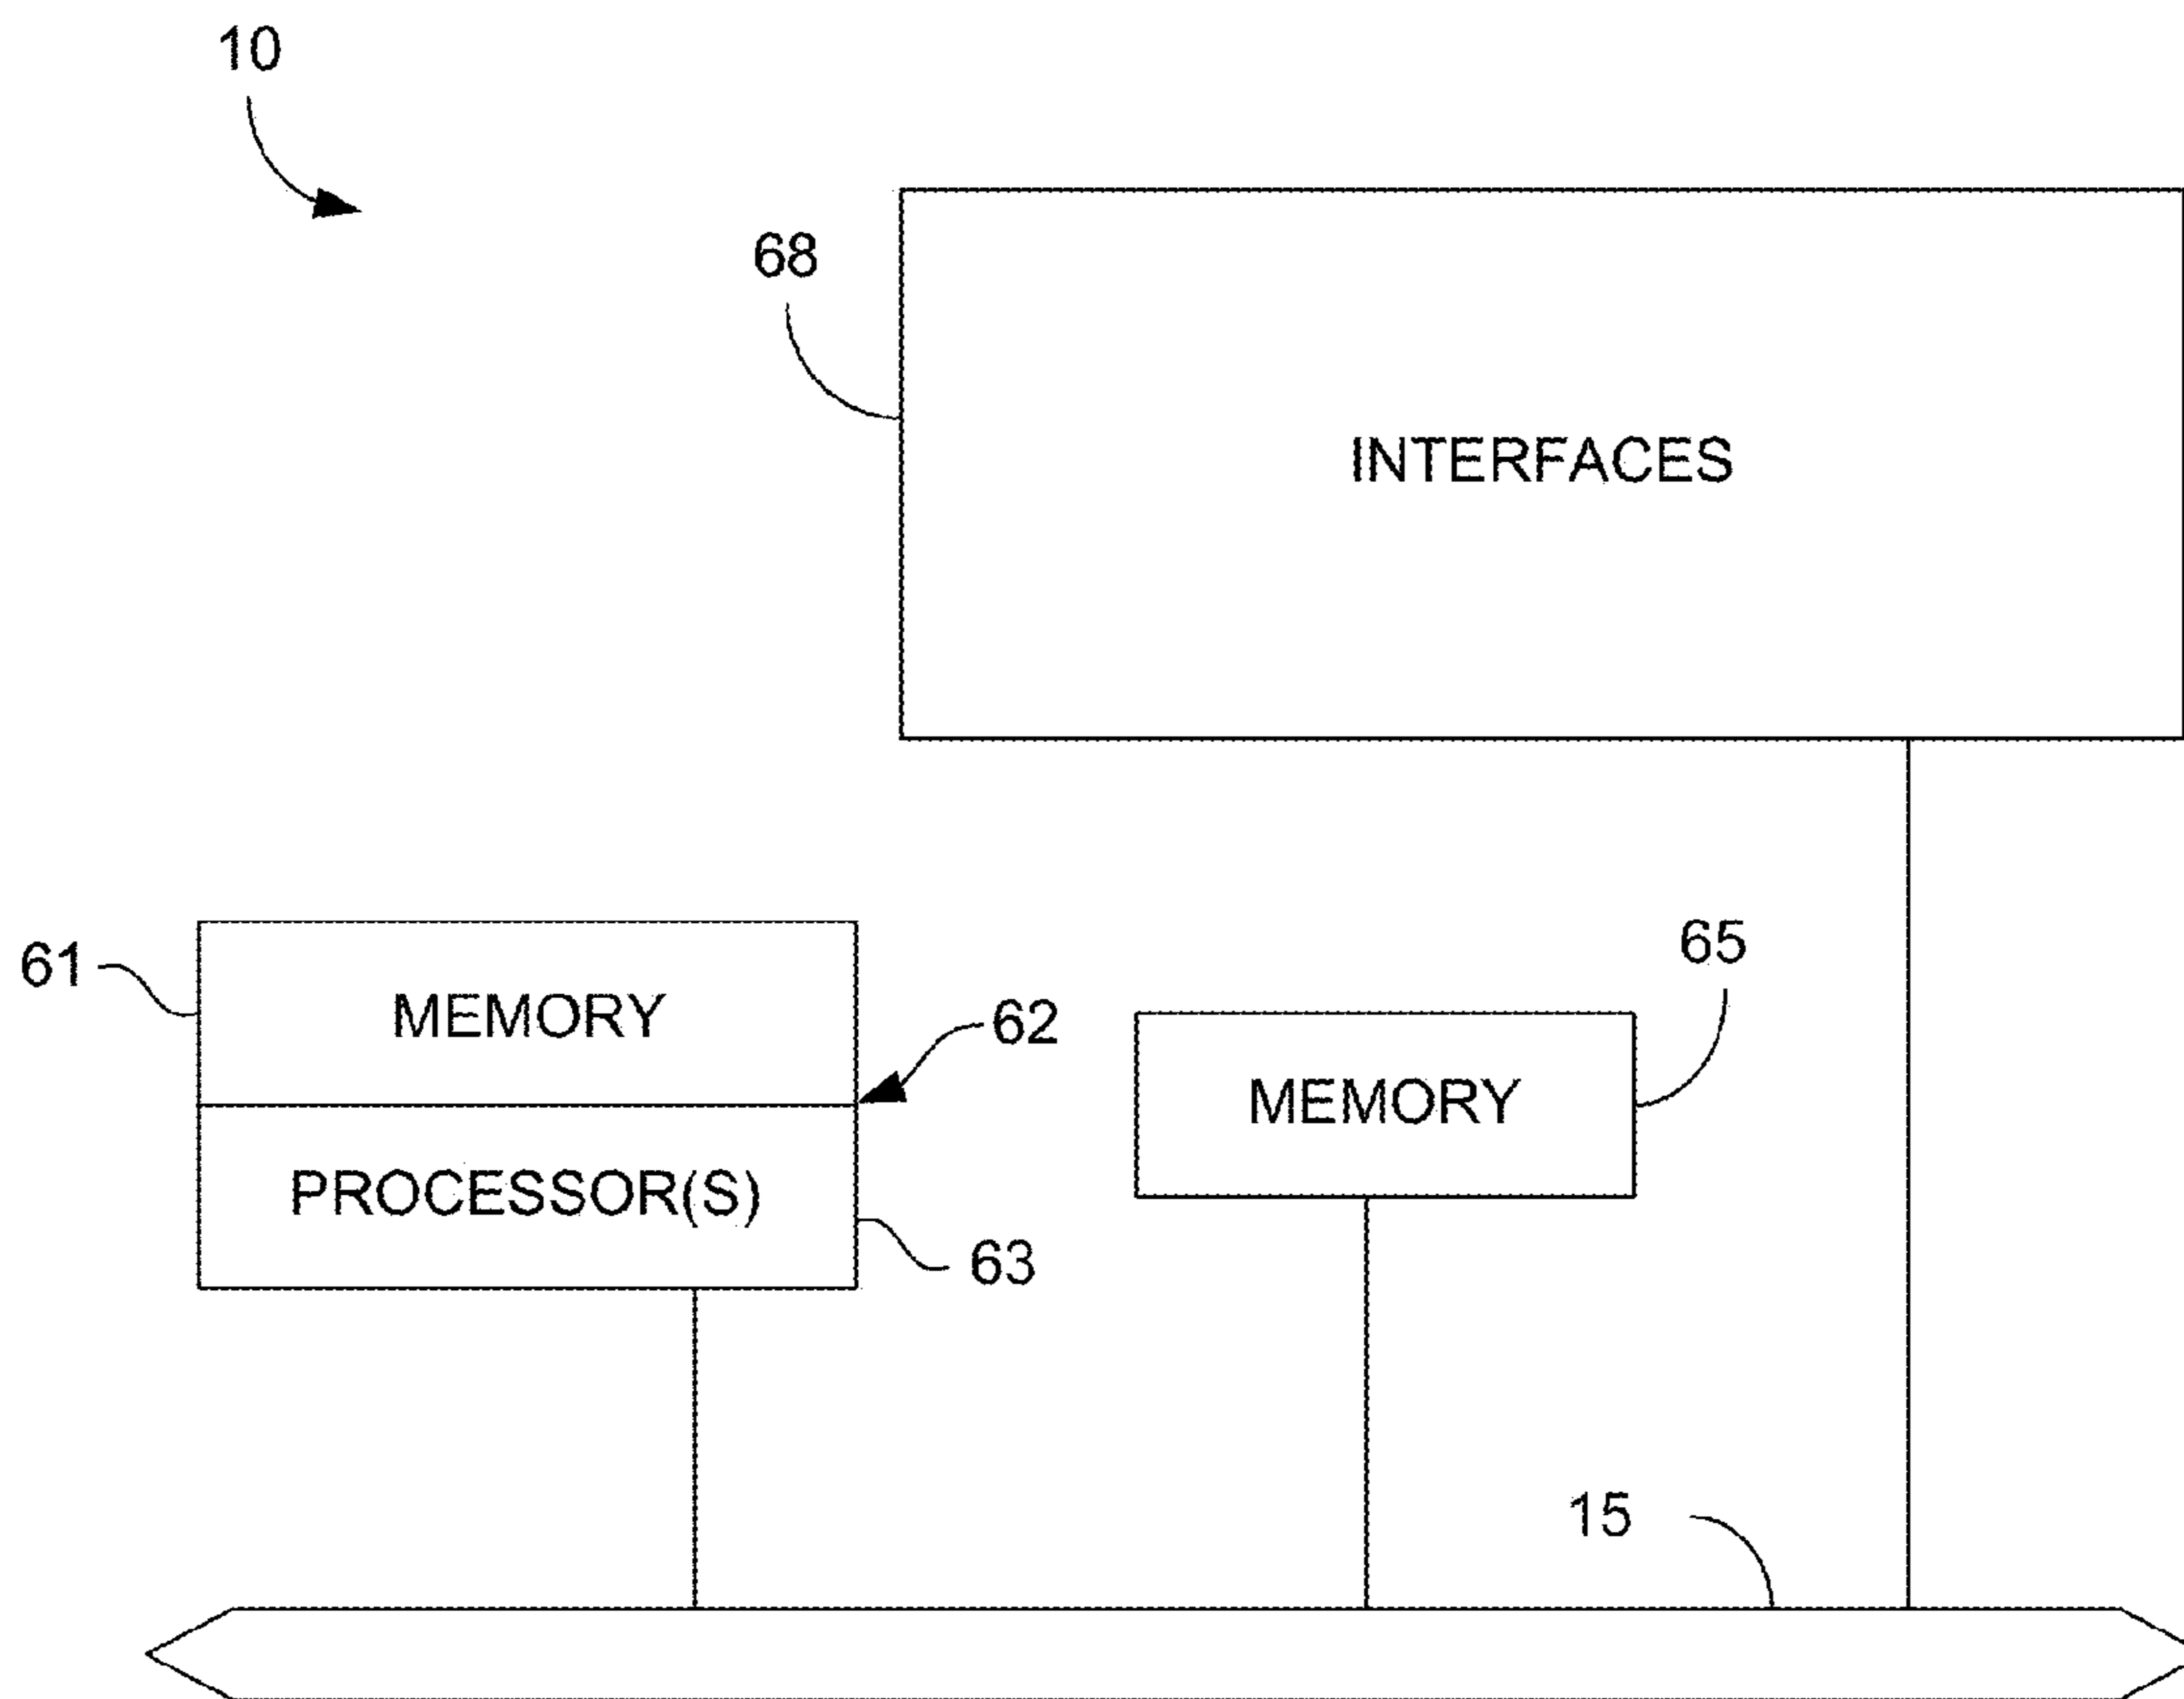 10
68
INTERFACES
61
MEMORY
62
65
MEMORY
PROCESSOR(S)
63
15